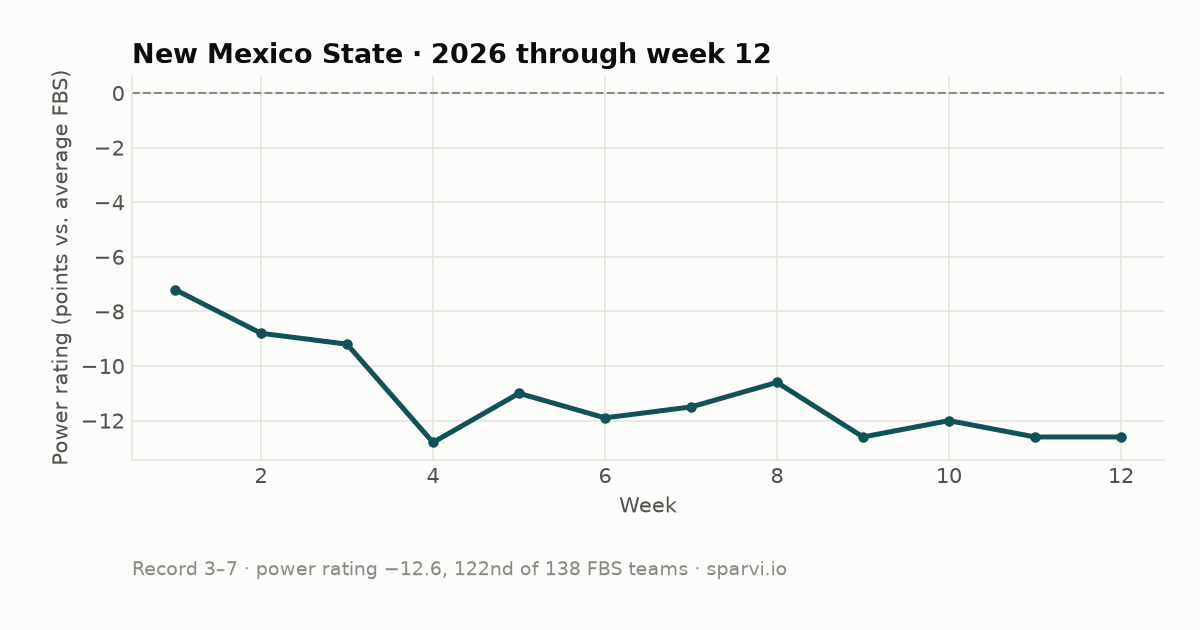 New Mexico State · 2026 through week 12
Power rating (points vs. average FBS)
0
−2
−4
−6
−8
−10
−12
2 4 6 8 10 12
Week
Record 3–7 · power rating −12.6, 122nd of 138 FBS teams · sparvi.io